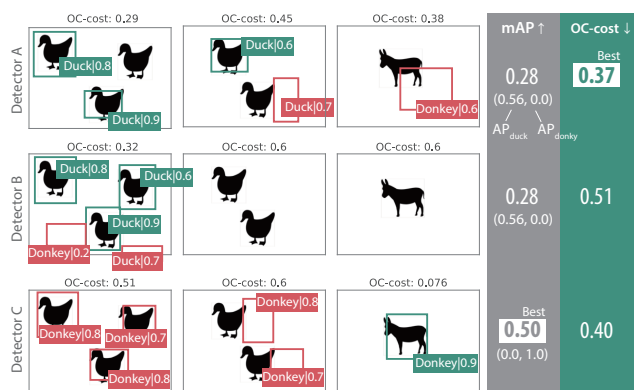 OC-cost: 0.29
OC-cost: 0.45
OC-cost: 0.38
mAP ↑
OC-cost ↓
Detector A
Duck|0.8
Duck|0.9
Duck|0.6
Duck|0.7
Donkey|0.6
0.28
(0.56, 0.0)
APduck
APdonky
Best
0.37
OC-cost: 0.32
OC-cost: 0.6
OC-cost: 0.6
Detector B
Duck|0.8
Duck|0.6
Duck|0.9
Donkey|0.2
Duck|0.7
0.28
(0.56, 0.0)
0.51
OC-cost: 0.51
OC-cost: 0.6
OC-cost: 0.076
Detector C
Donkey|0.8
Donkey|0.7
Donkey|0.8
Donkey|0.8
Donkey|0.7
Donkey|0.9
Best
0.50
(0.0, 1.0)
0.40